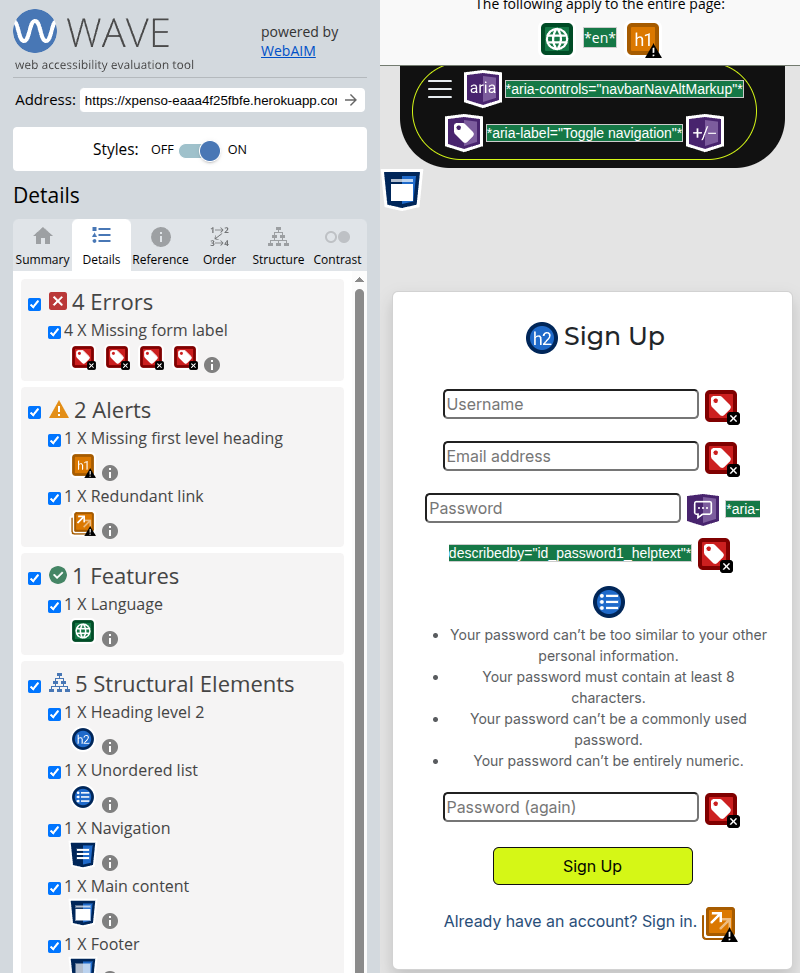 WAVE
web accessibility evaluation tool
powered by
WebAIM
Address: https://xpenso-eaaa4f25fbfe.herokuapp.co
Styles: OFF ON
Details
Summary Details Reference Order Structure Contrast
1→2
3→4
4 Errors
4 X Missing form label
2 Alerts
1 X Missing first level heading
h1
1 X Redundant link
1 Features
1 X Language
5 Structural Elements
1 X Heading level 2
h2
1 X Unordered list
1 X Navigation
1 X Main content
1 X Footer
The following apply to the entire page:
*en* h1
aria *aria-controls="navbarNavAltMarkup"*
*aria-label="Toggle navigation"* +/-
h2 Sign Up
Username
Email address
Password *aria-
describedby="id_password1_helptext"*
• Your password can’t be too similar to your other
personal information.
• Your password must contain at least 8
characters.
• Your password can’t be a commonly used
password.
• Your password can’t be entirely numeric.
Password (again)
Sign Up
Already have an account? Sign in.